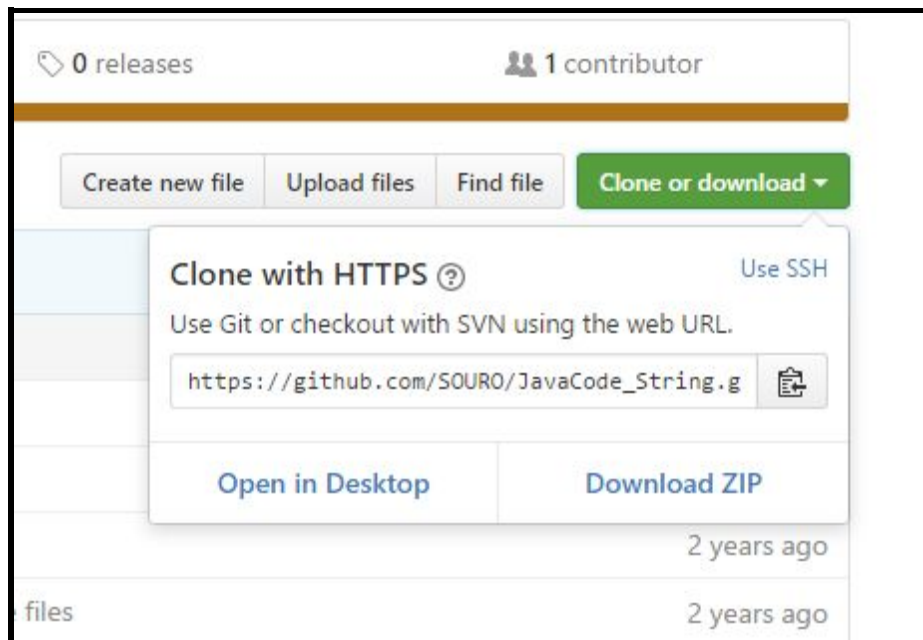 0 releases
1 contributor
Create new file
Upload files
Find file
Clone or download
Clone with HTTPS
Use SSH
Use Git or checkout with SVN using the web URL.
https://github.com/SOURO/JavaCode_String.g
Open in Desktop
Download ZIP
2 years ago
files
2 years ago